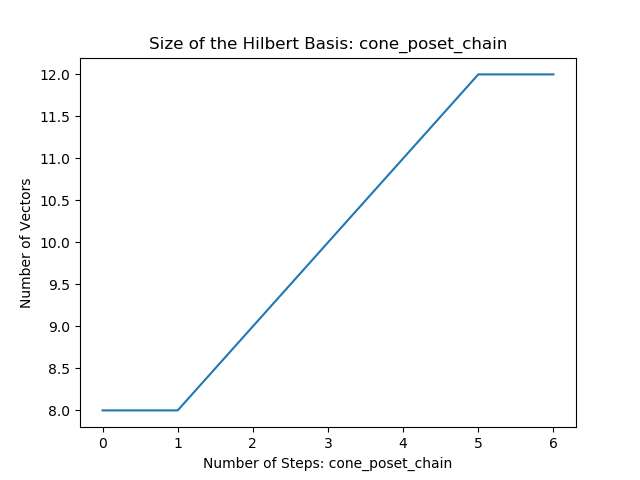 Size of the Hilbert Basis: cone_poset_chain
12.0
11.5
11.0
10.5
10.0
9.5
9.0
8.5
8.0
Number of Vectors
0 1 2 3 4 5 6
Number of Steps: cone_poset_chain